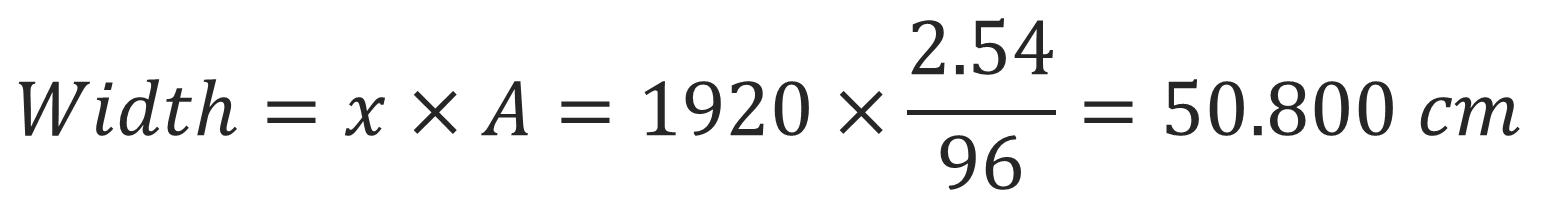 Width = x × A = 1920 × 2.54/96 = 50.800 cm